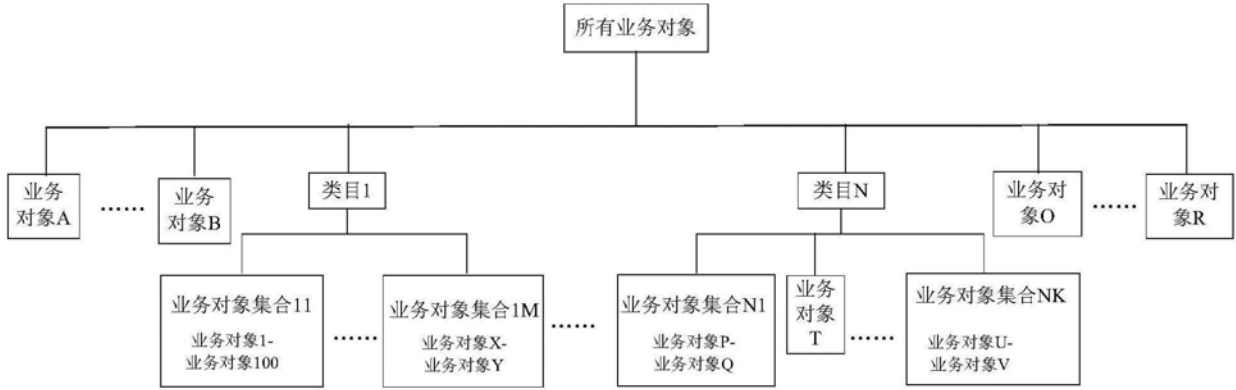 所有业务对象
业务
对象A
……
业务
对象B
类目1
类目N
业务对
象O
……
业务对
象R
业务对象集合11
业务对象1-
业务对象100
……
业务对象集合1M
业务对象X-
业务对象Y
……
业务对象集合N1
业务对象P-
业务对象Q
业务
对象
T
……
业务对象集合NK
业务对象U-
业务对象V